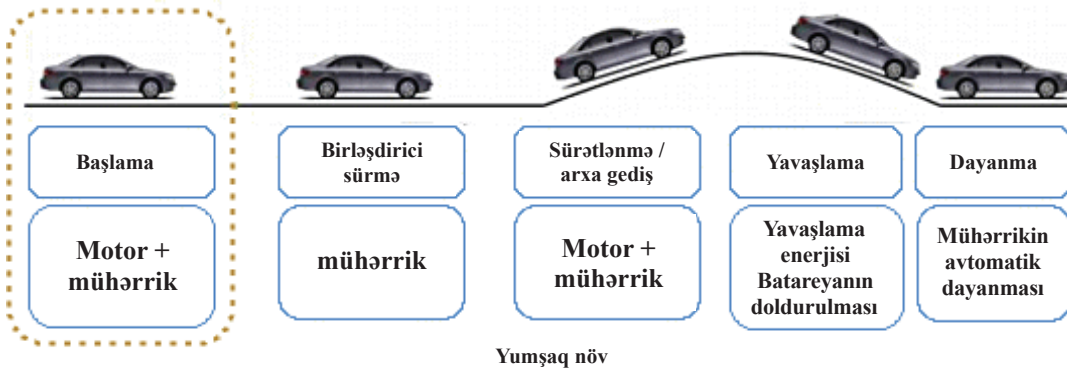 Başlama
Birləşdirici
sürmə
Sürətlənmə /
arxa gediş
Yavaşlama
Dayanma
Motor +
mühərrik
mühərrik
Motor +
mühərrik
Yavaşlama
enerjisi
Batareyanın
doldurulması
Mühərrikin
avtomatik
dayanması
Yumşaq növ